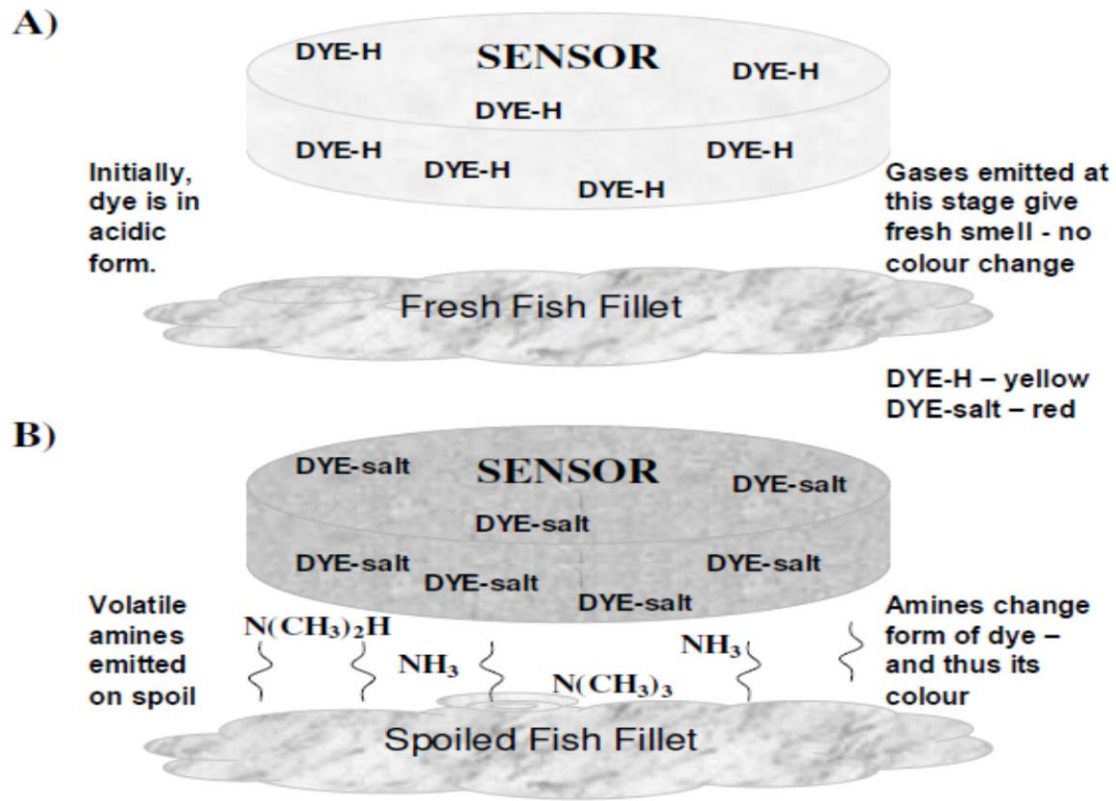 A)
DYE-H
SENSOR
DYE-H
DYE-H
DYE-H
DYE-H
DYE-H
DYE-H
Initially,
dye is in
acidic
form.
Gases emitted at
this stage give
fresh smell - no
colour change
Fresh Fish Fillet
DYE-H – yellow
DYE-salt – red
B)
DYE-salt
SENSOR
DYE-salt
DYE-salt
DYE-salt
DYE-salt
DYE-salt
DYE-salt
Volatile
amines
emitted
on spoil
N(CH₃)₂H
NH₃
N(CH₃)₃
NH₃
Amines change
form of dye –
and thus its
colour
Spoiled Fish Fillet